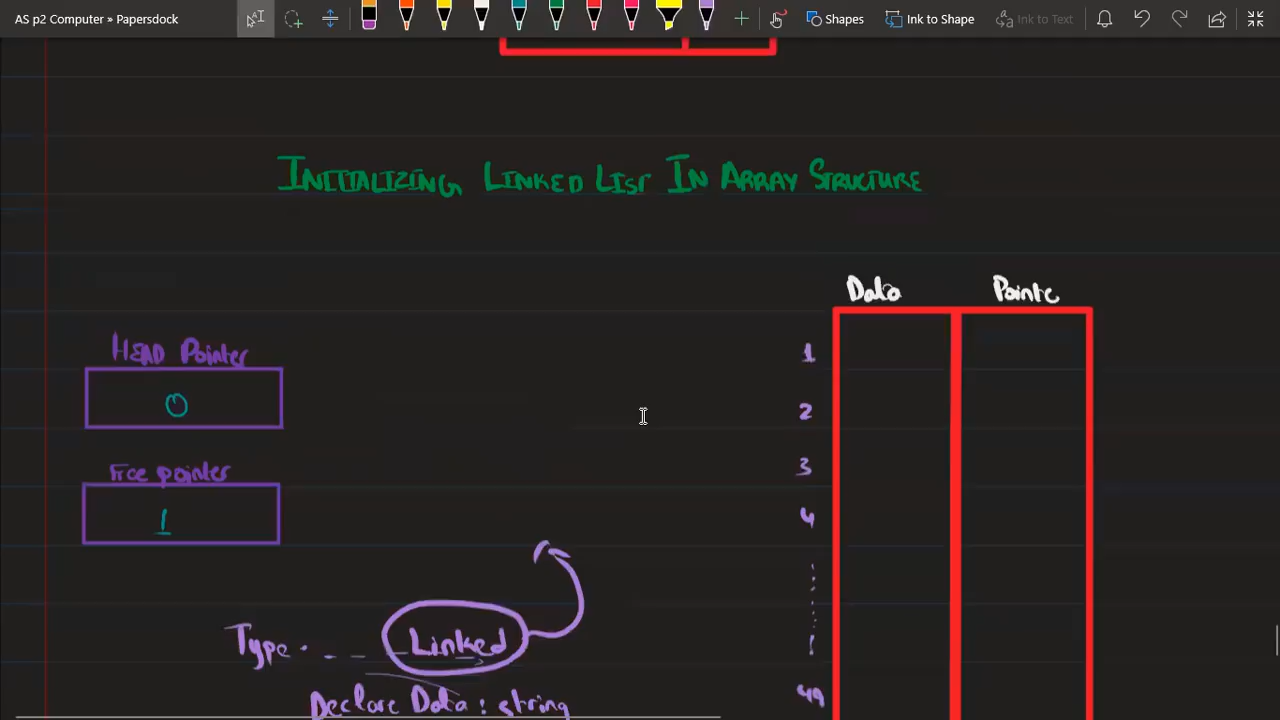 AS p2 Computer » Papersdock
Shapes
Ink to Shape
Ink to Text
INITIALIZING LINKED LIST IN ARRAY STRUCTURE
Data
Pointe
HEAD Pointer
0
Free pointer
1
1
2
3
4
49
Type
Linked
Declare Data : string